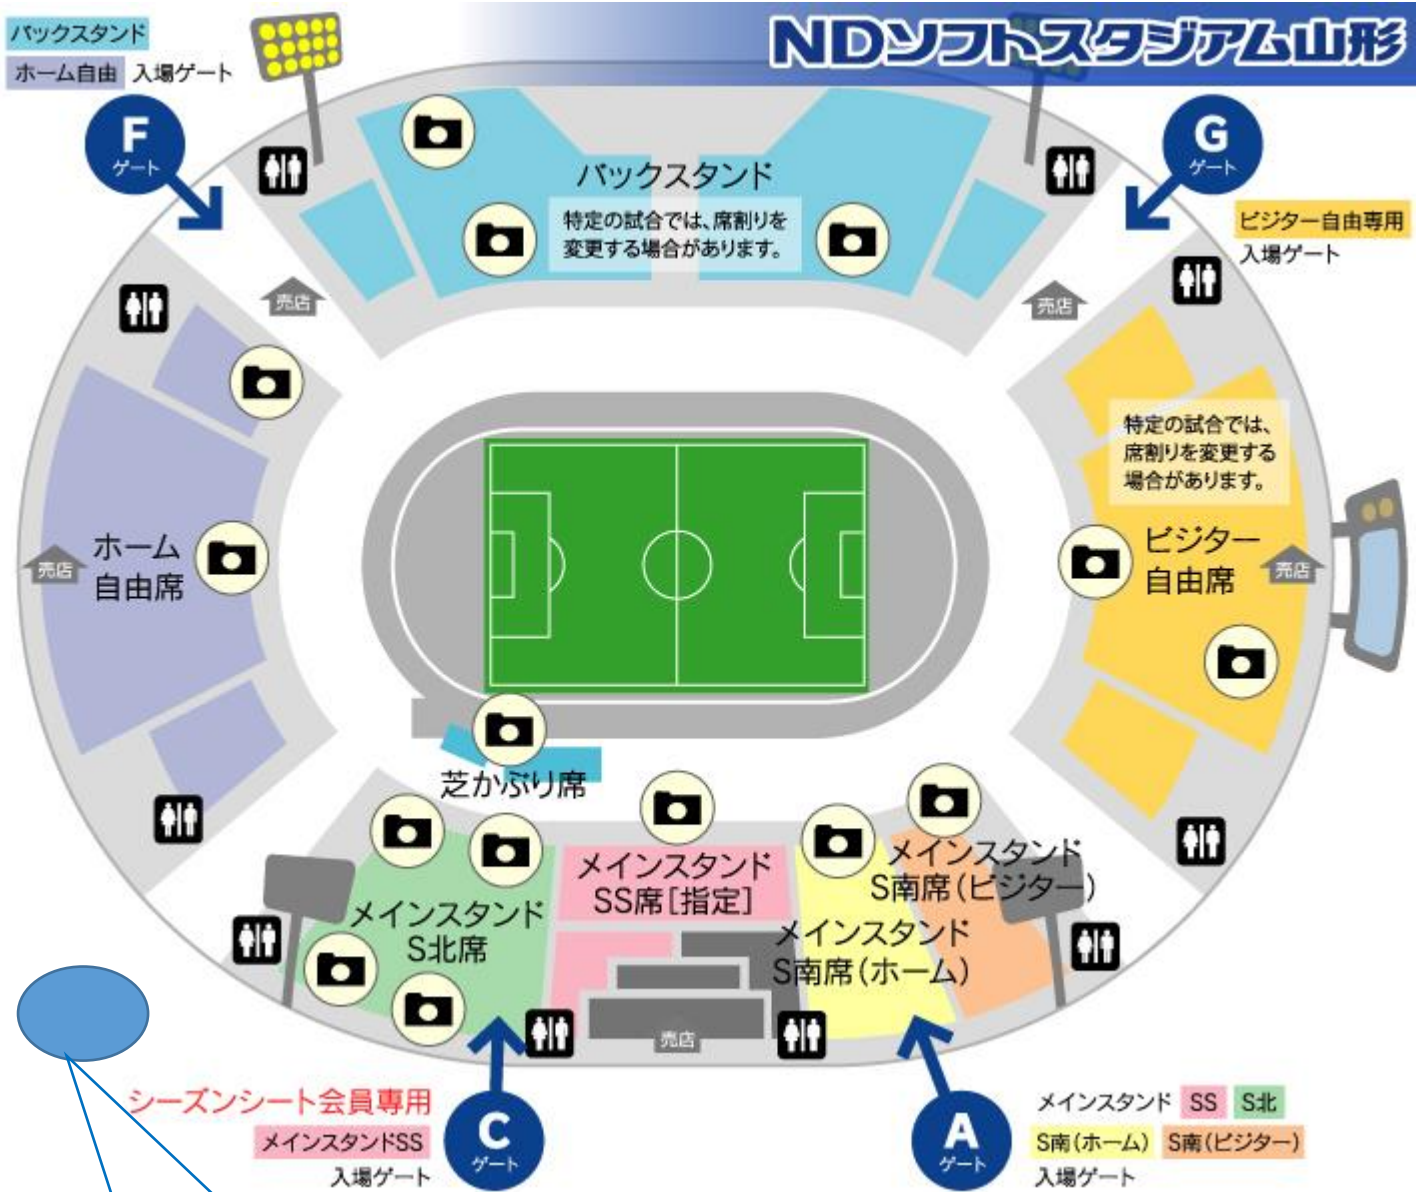 NDソフトスタジアム山形
バックスタンド
ホーム自由 入場ゲート
F
ゲート
G
ゲート
ビジター自由専用
入場ゲート
バックスタンド
特定の試合では、席割りを
変更する場合があります。
売店
売店
特定の試合では、
席割りを変更する
場合があります。
売店
ホーム
自由席
ビジター
自由席
売店
芝かぶり席
メインスタンド
S北席
メインスタンド
SS席[指定]
メインスタンド
S南席(ホーム)
メインスタンド
S南席(ビジター)
売店
シーズンシート会員専用
メインスタンドSS
入場ゲート
C
ゲート
A
ゲート
メインスタンド SS S北
S南(ホーム) S南(ビジター)
入場ゲート